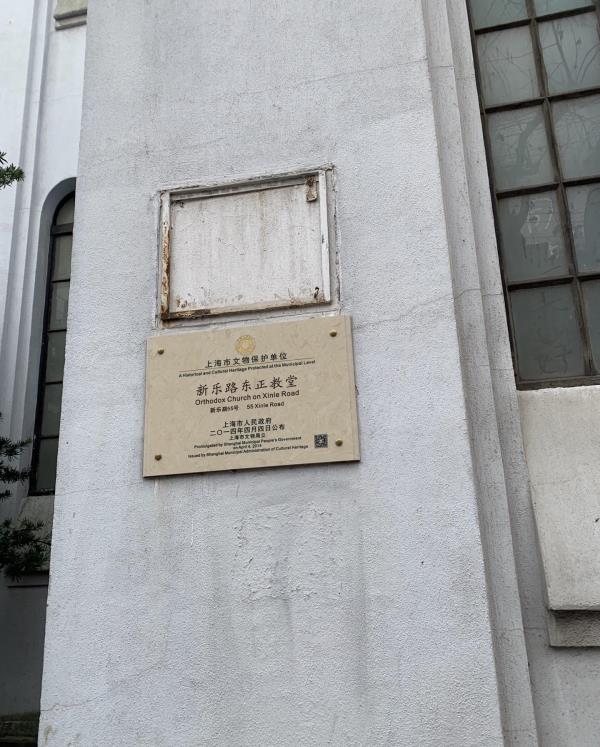 上海市文物保护单位
A Historical and Cultural Heritage Protected at the Municipal Level
新乐路东正教堂
Orthodox Church on Xinle Road
新乐路55号 55 Xinle Road
上海市人民政府
二〇一四年四月四日公布
上海市文物局立
Promulgated by Shanghai Municipal People's Government
on April 4, 2014
Issued by Shanghai Municipal Administration of Cultural Heritage